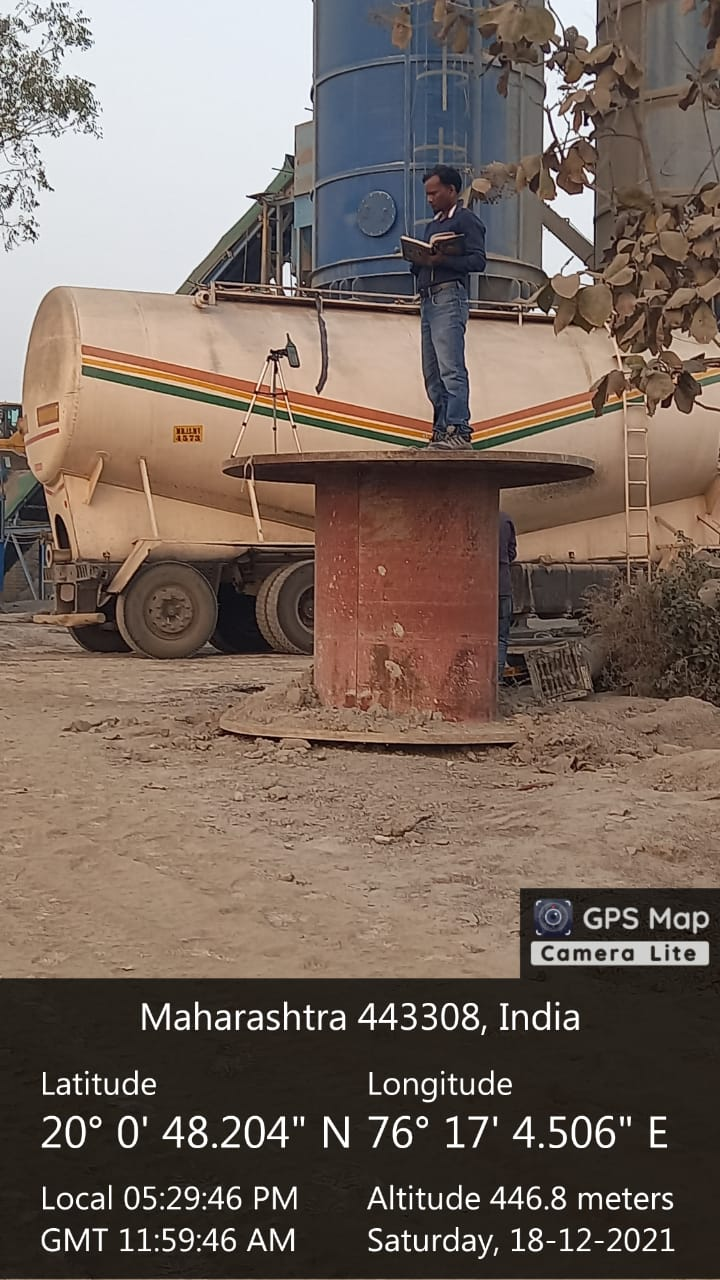 4573
GPS Map
Camera Lite
Maharashtra 443308, India
Latitude
Longitude
20° 0' 48.204" N
76° 17' 4.506" E
Local 05:29:46 PM
Altitude 446.8 meters
GMT 11:59:46 AM
Saturday, 18-12-2021